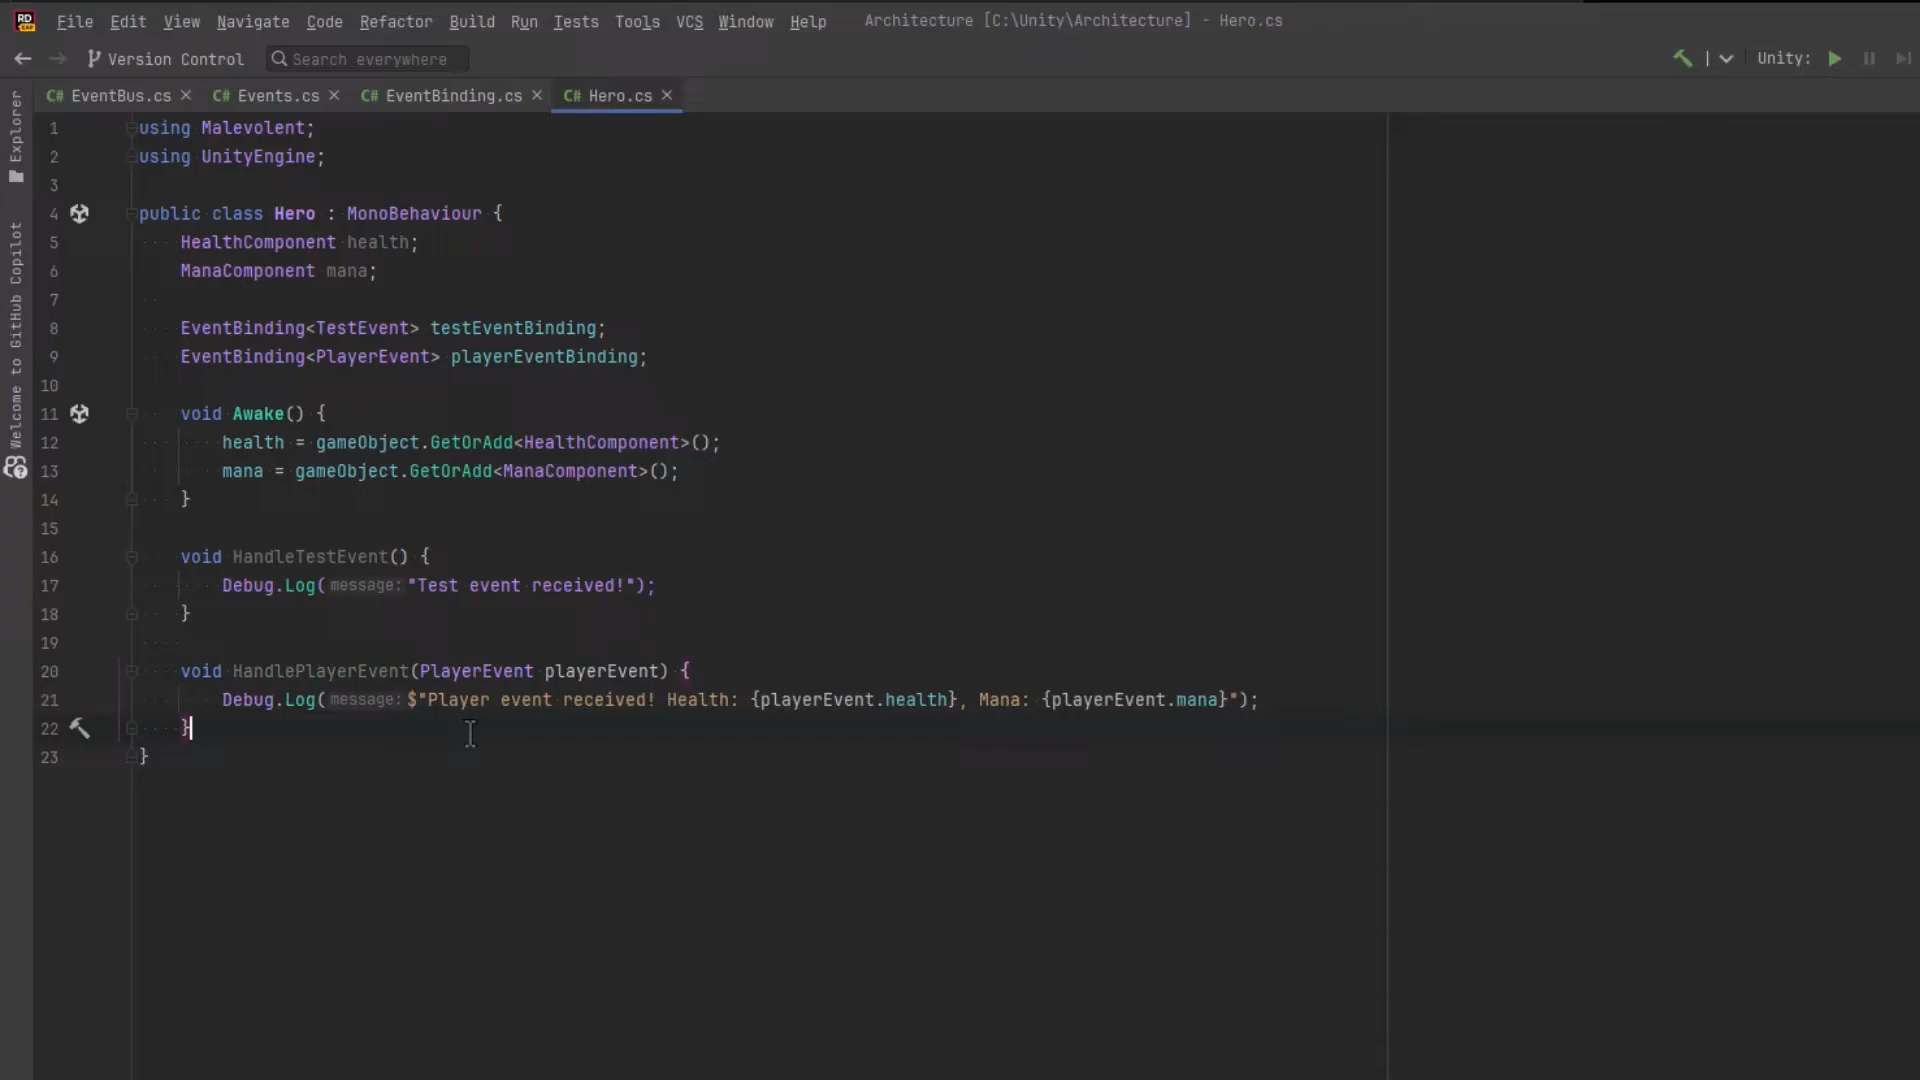 RD
File Edit View Navigate Code Refactor Build Run Tests Tools VCS Window Help Architecture [C:\Unity\Architecture] - Hero.cs
Version Control Search everywhere Unity:
C# EventBus.cs C# Events.cs C# EventBinding.cs C# Hero.cs
Explorer
Welcome to GitHub Copilot
1 using Malevolent;
2 using UnityEngine;
3
4 public class Hero : MonoBehaviour {
5 HealthComponent health;
6 ManaComponent mana;
7
8 EventBinding<TestEvent> testEventBinding;
9 EventBinding<PlayerEvent> playerEventBinding;
10
11 void Awake() {
12 health = gameObject.GetOrAdd<HealthComponent>();
13 mana = gameObject.GetOrAdd<ManaComponent>();
14 }
15
16 void HandleTestEvent() {
17 Debug.Log( message: "Test event received!");
18 }
19
20 void HandlePlayerEvent(PlayerEvent playerEvent) {
21 Debug.Log( message: $"Player event received! Health: {playerEvent.health}, Mana: {playerEvent.mana}");
22 }
23 }